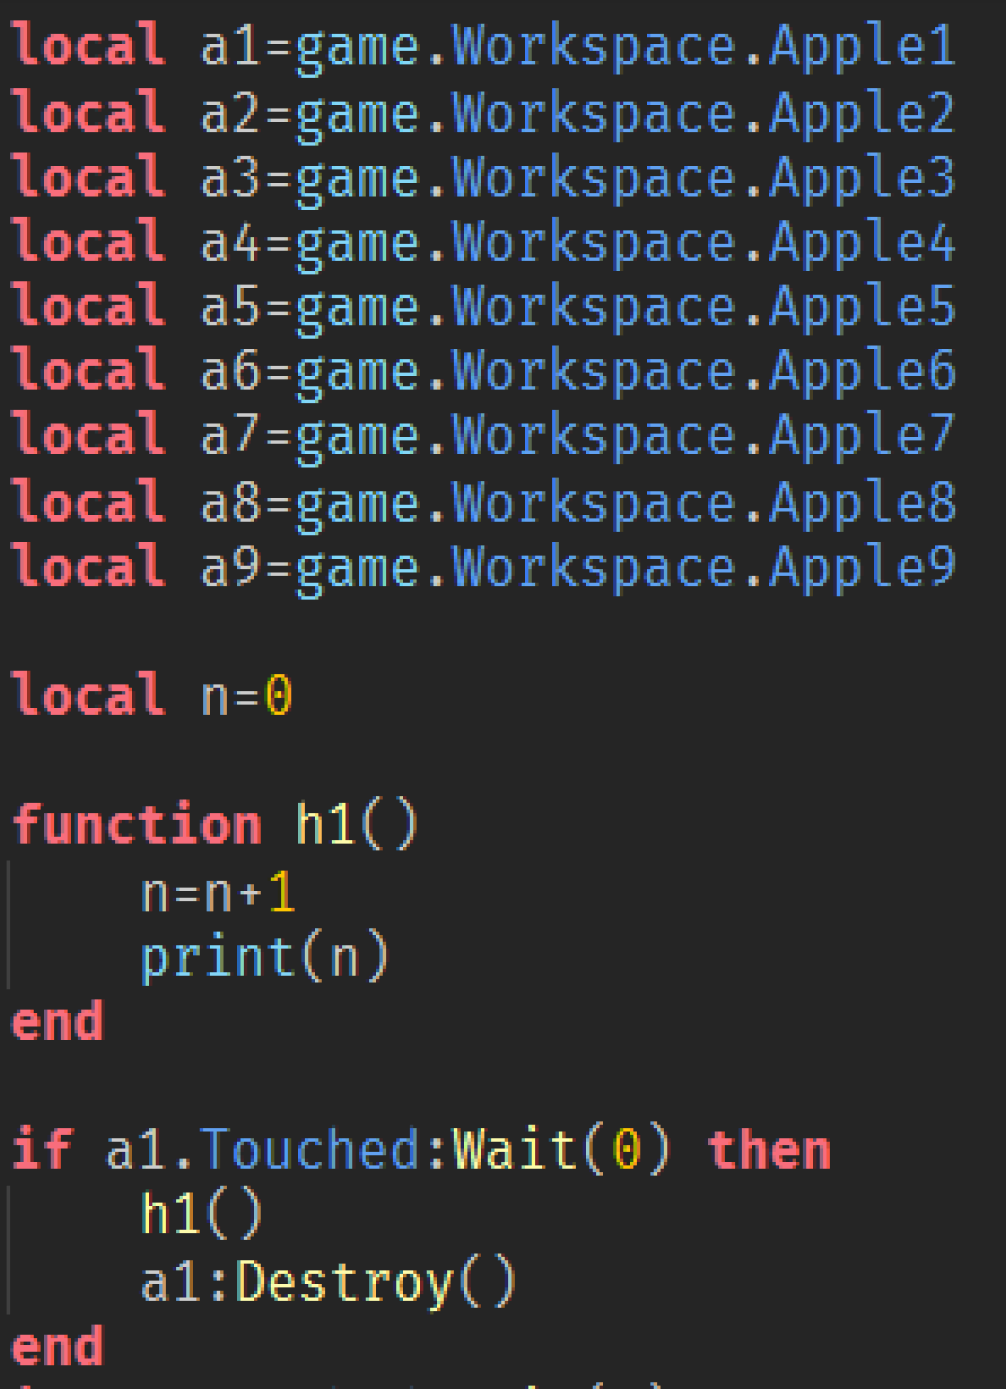 local a1=game.Workspace.Apple1
local a2=game.Workspace.Apple2
local a3=game.Workspace.Apple3
local a4=game.Workspace.Apple4
local a5=game.Workspace.Apple5
local a6=game.Workspace.Apple6
local a7=game.Workspace.Apple7
local a8=game.Workspace.Apple8
local a9=game.Workspace.Apple9

local n=0

function h1()
    n=n+1
    print(n)
end

if a1.Touched:Wait(0) then
    h1()
    a1:Destroy()
end